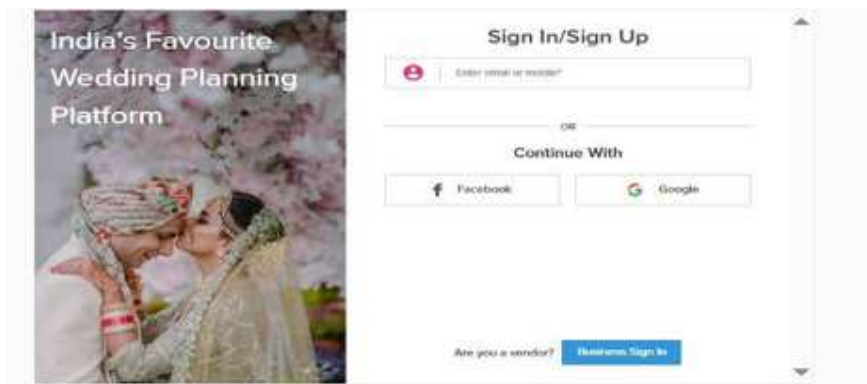 India's Favourite
Wedding Planning
Platform
Sign In/Sign Up
Enter email or mobile*
OR
Continue With
Facebook
Google
Are you a vendor? Business Sign In